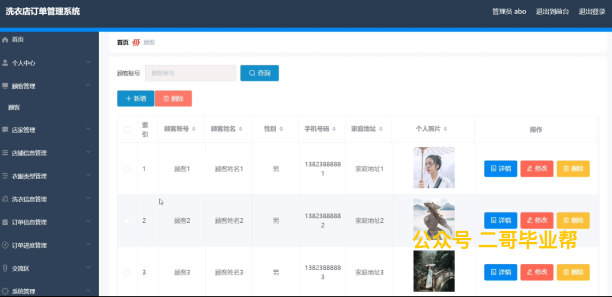 洗衣店订单管理系统
管理员 abo 退出到前台 退出登录
首页
个人中心
顾客管理
顾客
店家管理
店铺信息管理
衣服类型管理
洗衣信息管理
订单信息管理
订单进度管理
交流区
系统管理
首页 顾客
顾客账号 顾客账号 查询
新增 删除
索引 顾客账号 顾客姓名 性别 手机号码 家庭地址 个人照片 操作
1 顾客1 顾客姓名1 男 13823888881 家庭地址1 详情 修改 删除
2 顾客2 顾客姓名2 男 13823888882 家庭地址2 详情 修改 删除
3 顾客3 顾客姓名3 男 13823888883 家庭地址3 详情 修改 删除
公众号 二哥毕业帮